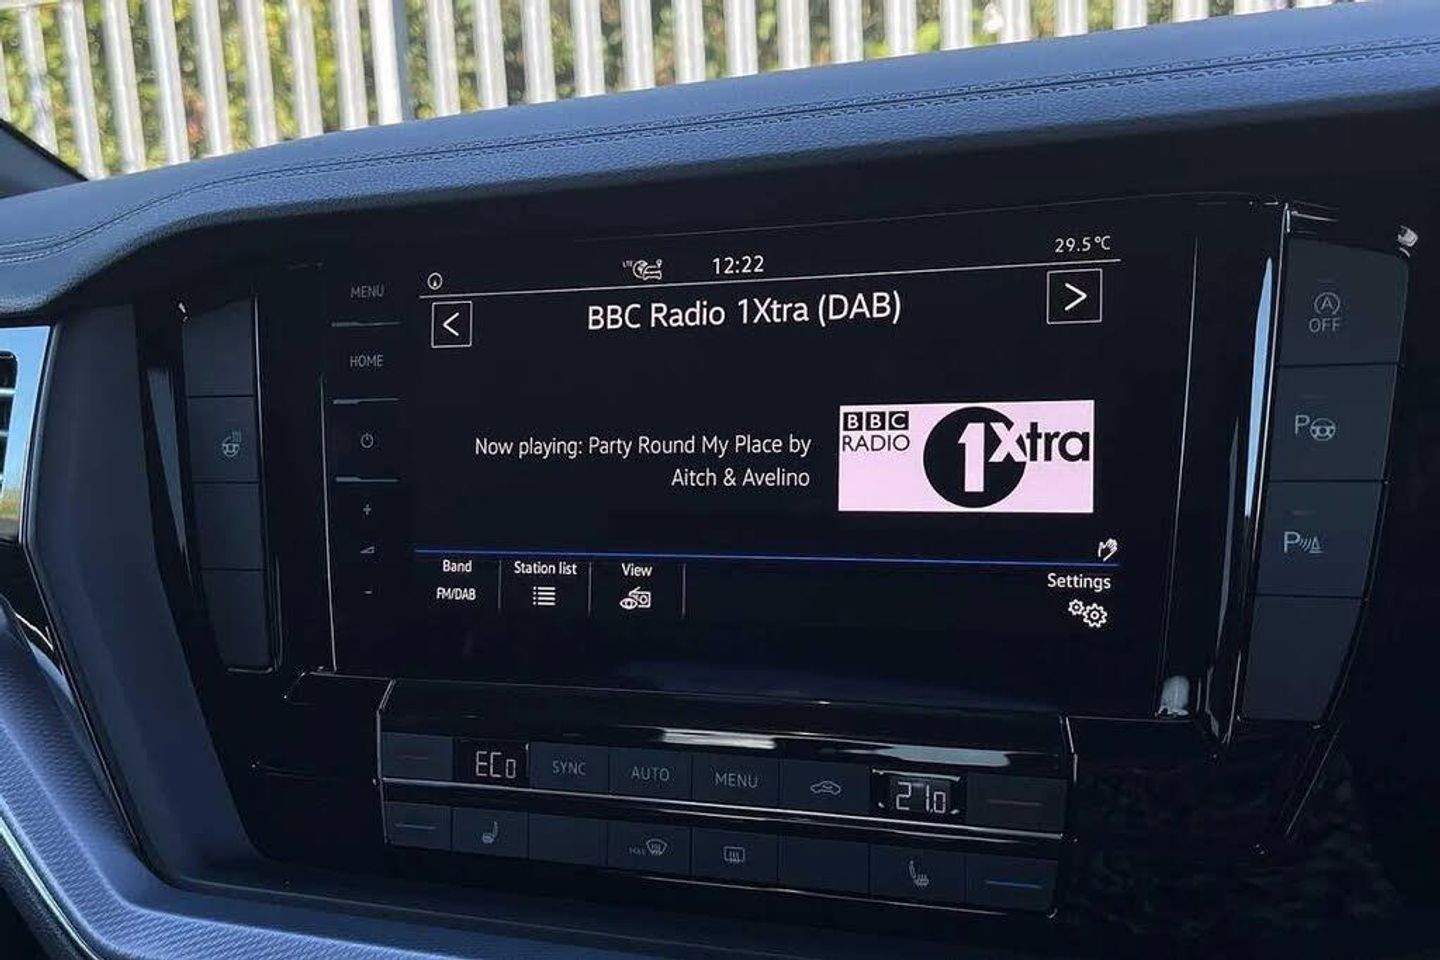 MENU
HOME
+
-
LTE
12:22
29.5°C
<
BBC Radio 1Xtra (DAB)
>
Now playing: Party Round My Place by
Aitch & Avelino
BBC
RADIO
1Xtra
Band
FM/DAB
Station list
View
Settings
A
OFF
P
P
ECO
SYNC
AUTO
MENU
21.0
MAX